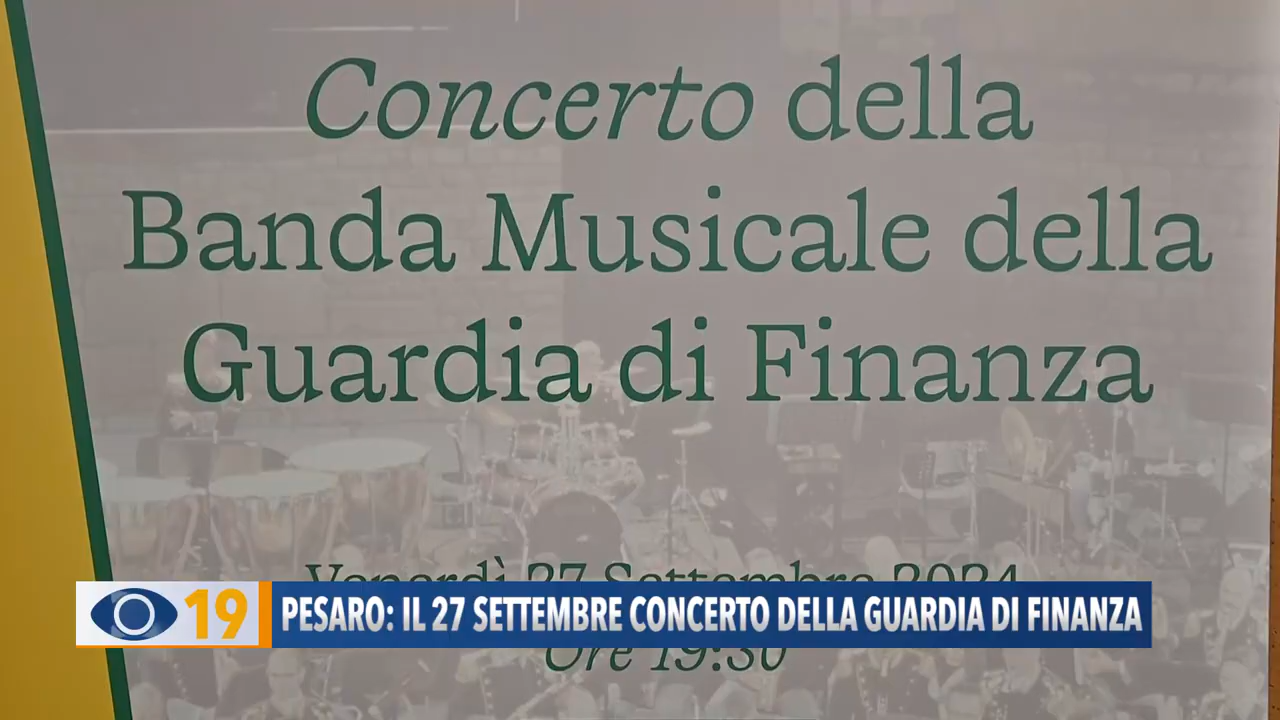 Concerto della
Banda Musicale della
Guardia di Finanza
Venerdì 27 Settembre 2024
19 PESARO: IL 27 SETTEMBRE CONCERTO DELLA GUARDIA DI FINANZA
Ore 19:30